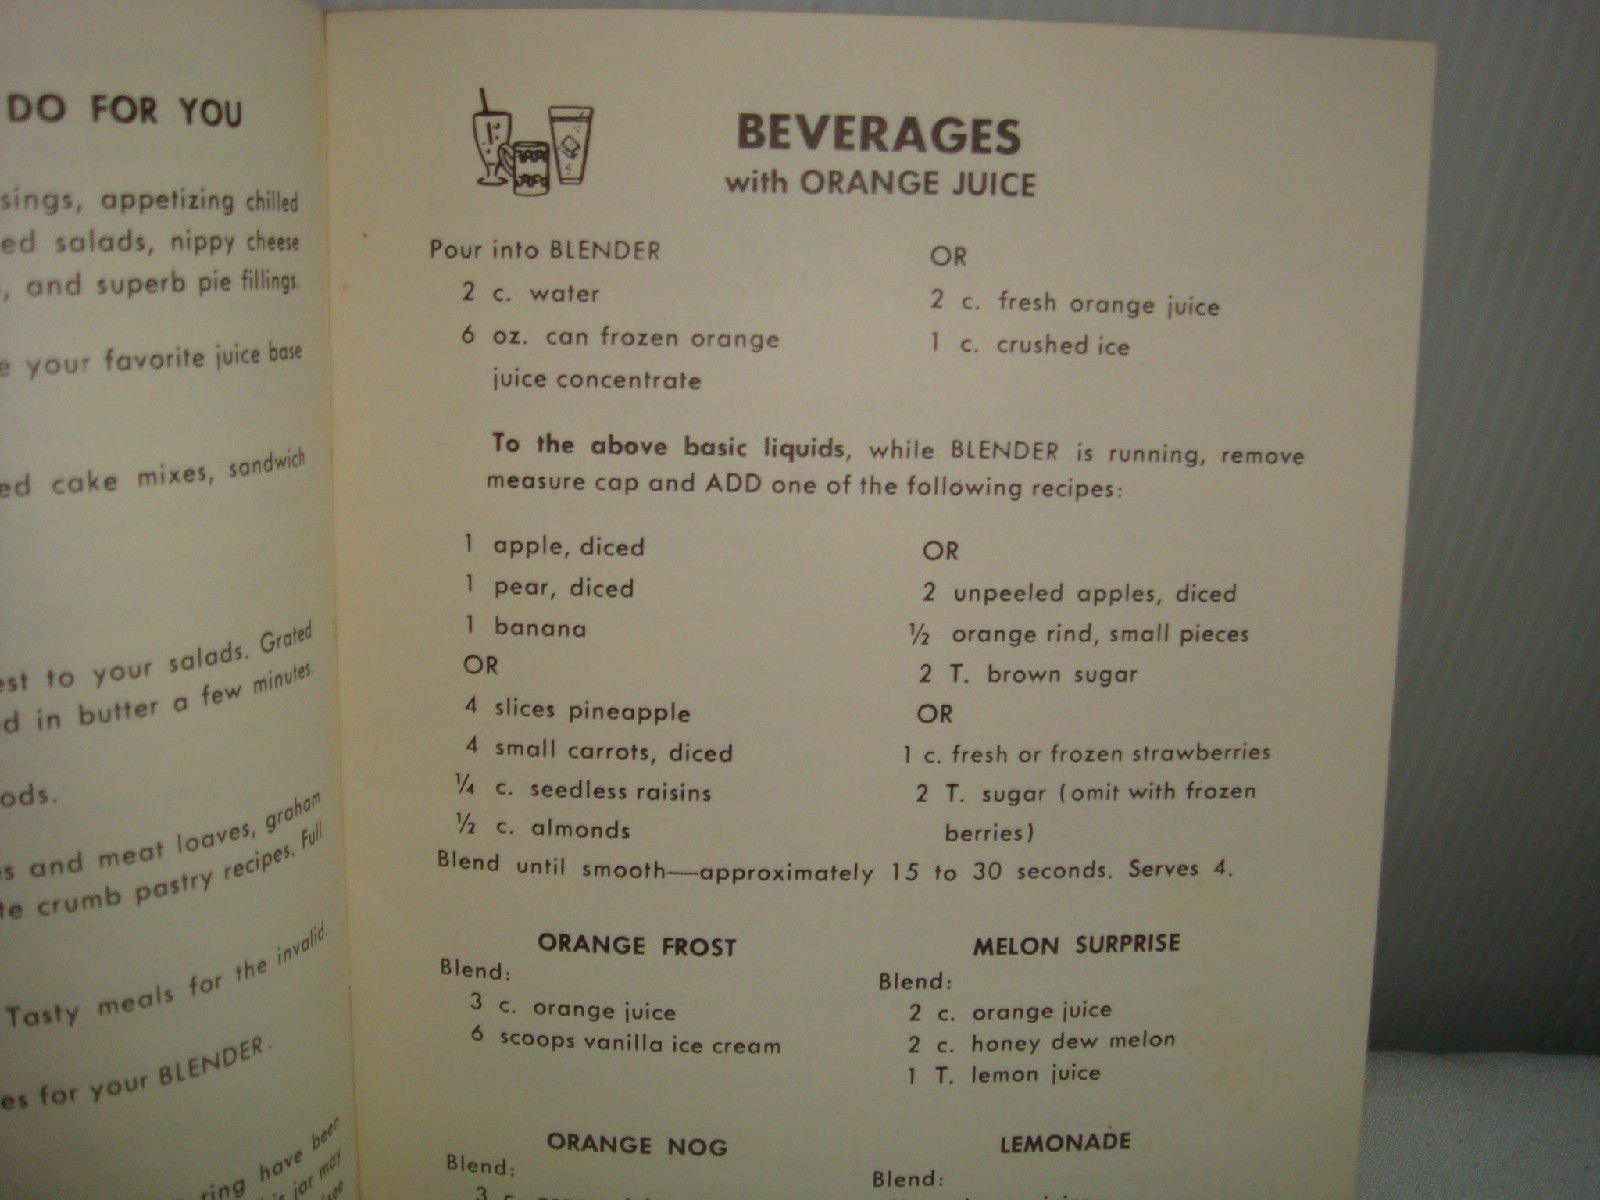 DO FOR YOU
appetizing chilled
salads, nippy cheese
and superb pie fillings.
your favorite juice base
cake mixes, sandwich
to your salads. Grated
in butter a few minutes.
and meat loaves, graham
crumb pastry recipes. Full
Tasty meals for the invalid
for your BLENDER.
have been
jar may
BEVERAGES
with ORANGE JUICE
Pour into BLENDER
2 c. water
6 oz. can frozen orange
juice concentrate
OR
2 c. fresh orange juice
1 c. crushed ice
To the above basic liquids, while BLENDER is running, remove
measure cap and ADD one of the following recipes:
1 apple, diced
1 pear, diced
1 banana
OR
4 slices pineapple
4 small carrots, diced
¼ c. seedless raisins
½ c. almonds
OR
2 unpeeled apples, diced
½ orange rind, small pieces
2 T. brown sugar
OR
1 c. fresh or frozen strawberries
2 T. sugar (omit with frozen
berries)
Blend until smooth—approximately 15 to 30 seconds. Serves 4.
ORANGE FROST
Blend:
3 c. orange juice
6 scoops vanilla ice cream
MELON SURPRISE
Blend:
2 c. orange juice
2 c. honey dew melon
1 T. lemon juice
ORANGE NOG
Blend:
3 c.
LEMONADE
Blend: